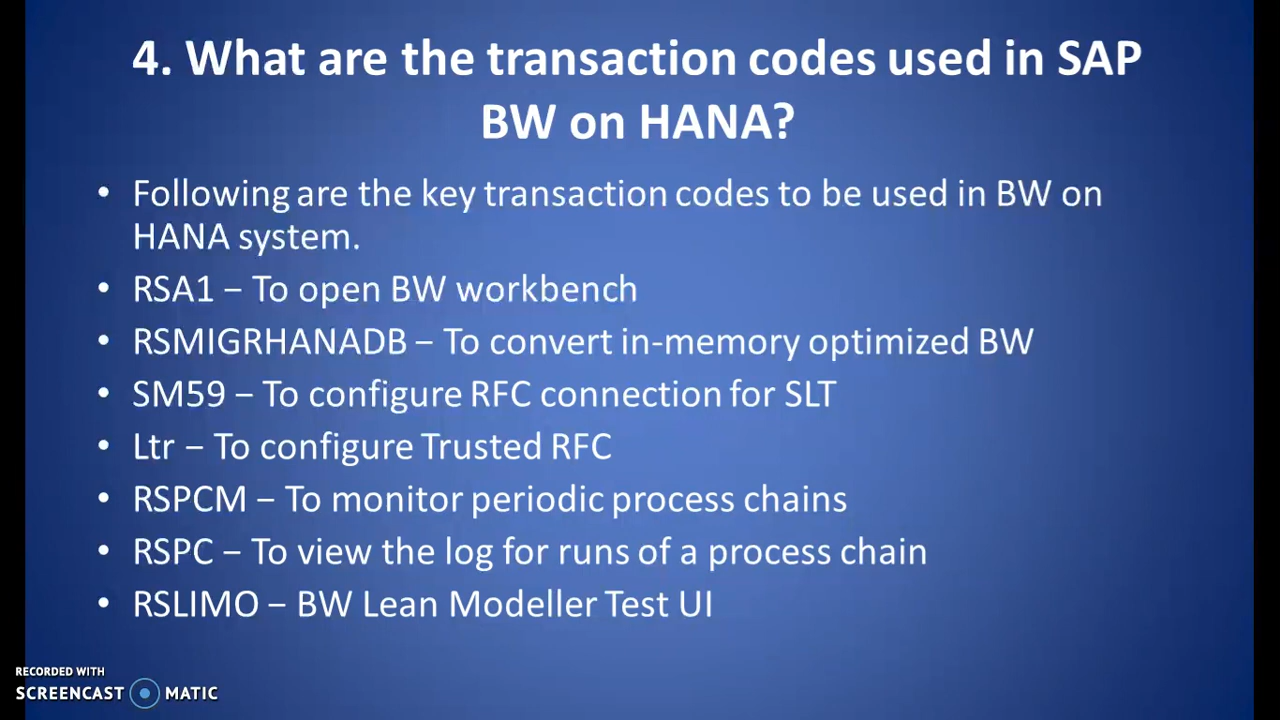 4. What are the transaction codes used in SAP
BW on HANA?
• Following are the key transaction codes to be used in BW on
HANA system.
• RSA1 – To open BW workbench
• RSMIGRHANADB – To convert in-memory optimized BW
• SM59 – To configure RFC connection for SLT
• Ltr – To configure Trusted RFC
• RSPCM – To monitor periodic process chains
• RSPC – To view the log for runs of a process chain
• RSLIMO – BW Lean Modeller Test UI
RECORDED WITH
SCREENCAST MATIC